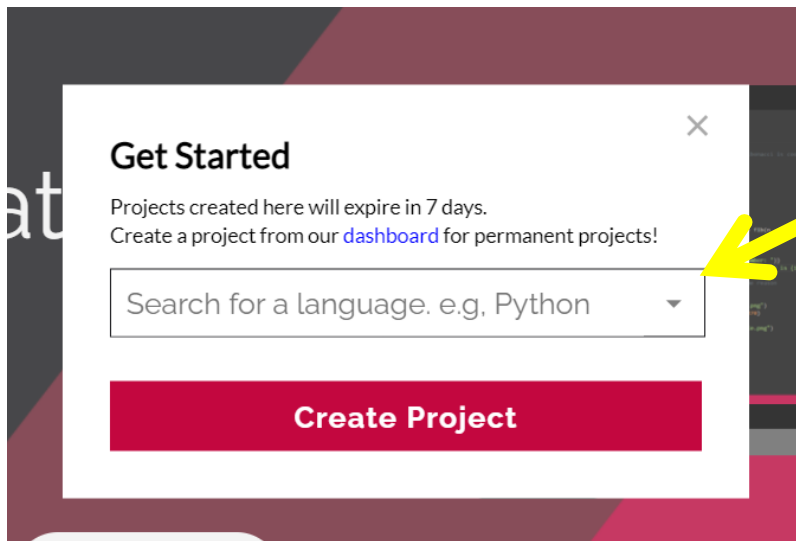 Get Started
Projects created here will expire in 7 days.
Create a project from our dashboard for permanent projects!
Search for a language. e.g, Python
Create Project
at